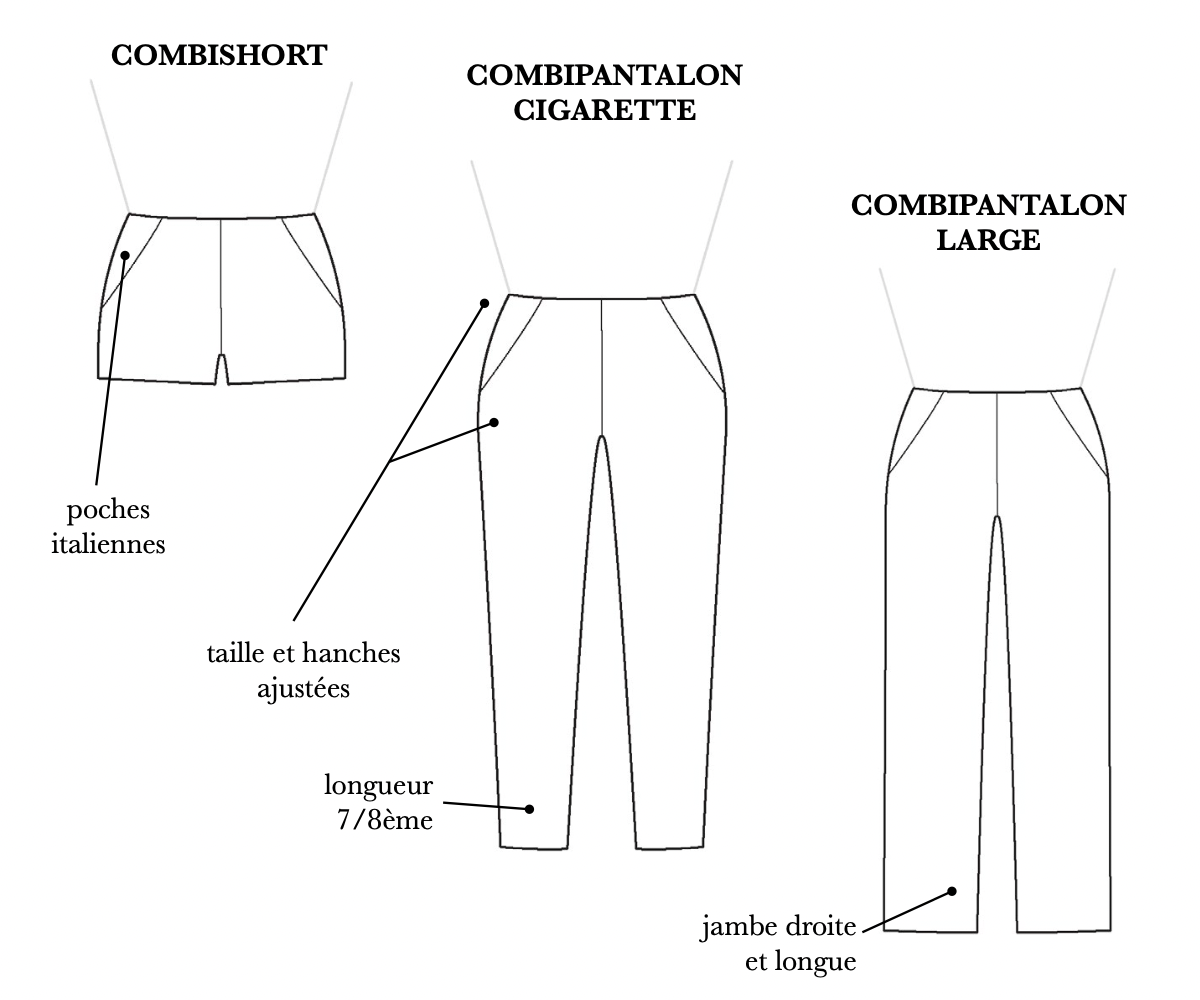 COMBISHORT
COMBIPANTALON
CIGARETTE
COMBIPANTALON
LARGE
poches
italiennes
taille et hanches
ajustées
longueur
7/8ème
jambe droite
et longue